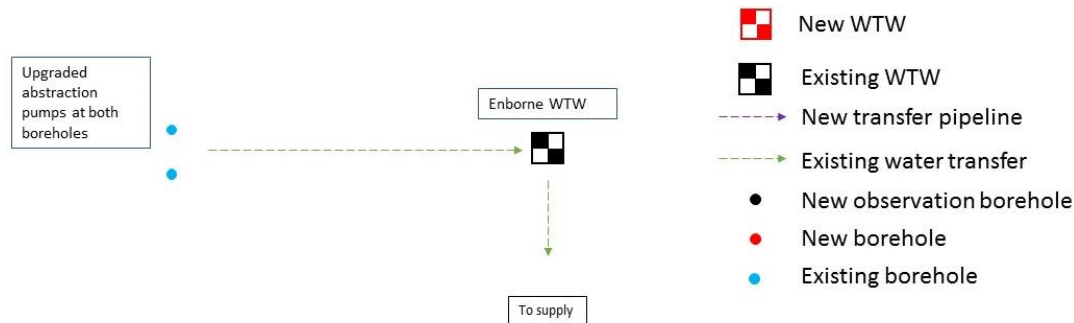 Upgraded
abstraction
pumps at both
boreholes
Enborne WTW
To supply
New WTW
Existing WTW
New transfer pipeline
Existing water transfer
New observation borehole
New borehole
Existing borehole